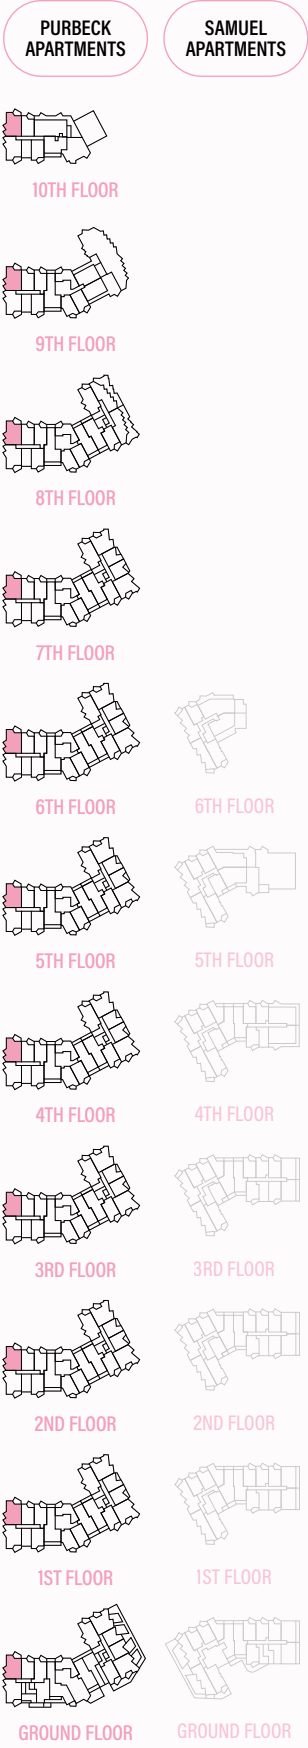 PURBECK
APARTMENTS
SAMUEL
APARTMENTS
10TH FLOOR
9TH FLOOR
8TH FLOOR
7TH FLOOR
6TH FLOOR
6TH FLOOR
5TH FLOOR
5TH FLOOR
4TH FLOOR
4TH FLOOR
3RD FLOOR
3RD FLOOR
2ND FLOOR
2ND FLOOR
1ST FLOOR
1ST FLOOR
GROUND FLOOR
GROUND FLOOR